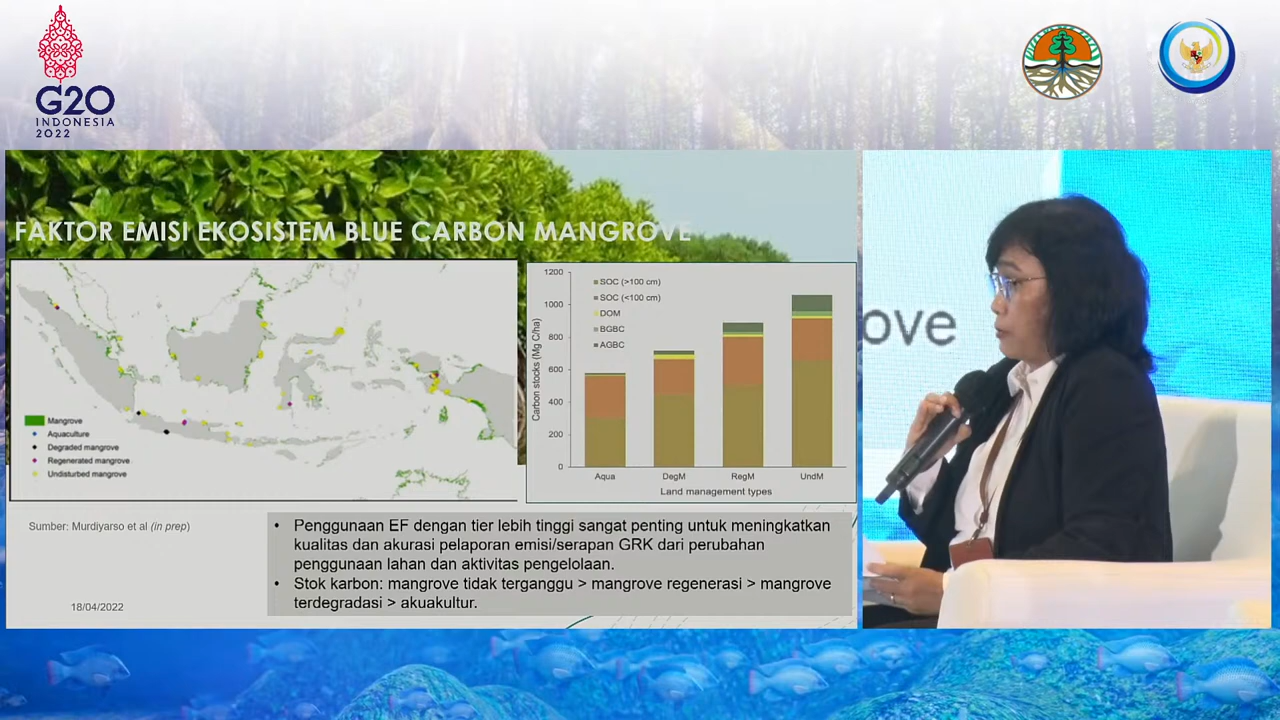 G20
INDONESIA
2022
FAKTOR EMISI EKOSISTEM BLUE CARBON MANGROVE
Mangrove
Aquaculture
Degraded mangrove
Regenerated mangrove
Undisturbed mangrove
1200
1000
800
600
400
200
0
Carbon stocks (Mg C/ha)
SOC (>100 cm)
SOC (<100 cm)
DOM
BGBC
AGBC
Aqua DegM RegM UndM
Land management types
ove
Sumber: Murdiyarso et al (in prep)
• Penggunaan EF dengan tier lebih tinggi sangat penting untuk meningkatkan
kualitas dan akurasi pelaporan emisi/serapan GRK dari perubahan
penggunaan lahan dan aktivitas pengelolaan.
• Stok karbon: mangrove tidak terganggu > mangrove regenerasi > mangrove
terdegradasi > akuakultur.
18/04/2022